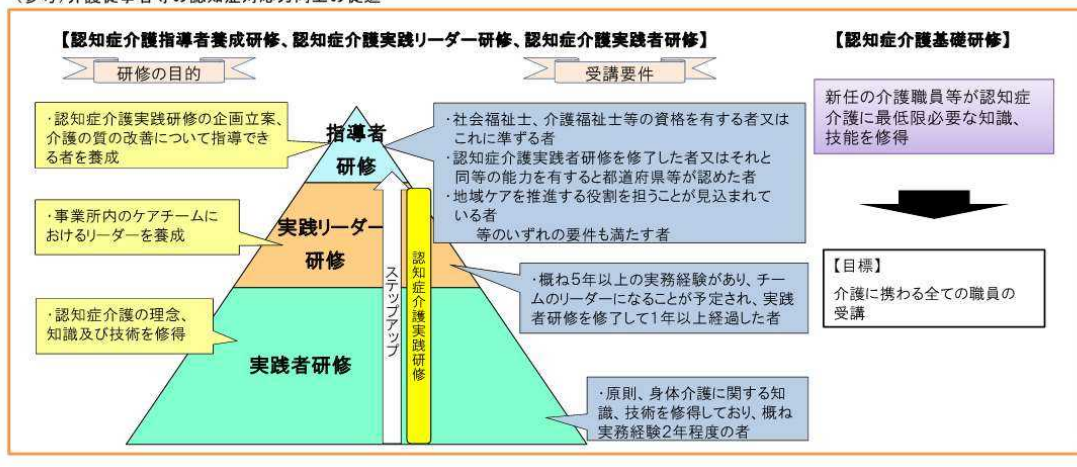 (参考)介護従事者等の認知症対応力向上の促進
【認知症介護指導者養成研修、認知症介護実践リーダー研修、認知症介護実践者研修】
研修の目的
受講要件
・認知症介護実践研修の企画立案、
介護の質の改善について指導でき
る者を養成
・事業所内のケアチームに
おけるリーダーを養成
・認知症介護の理念、
知識及び技術を修得
指導者
研修
実践リーダー
研修
実践者研修
ステップアップ
認知症介護実践研修
・社会福祉士、介護福祉士等の資格を有する者又は
これに準ずる者
・認知症介護実践者研修を修了した者又はそれと
同等の能力を有すると都道府県等が認めた者
・地域ケアを推進する役割を担うことが見込まれて
いる者
等のいずれの要件も満たす者
・概ね5年以上の実務経験があり、チー
ムのリーダーになることが予定され、実践
者研修を修了して1年以上経過した者
・原則、身体介護に関する知
識、技術を修得しており、概ね
実務経験2年程度の者
【認知症介護基礎研修】
新任の介護職員等が認知症
介護に最低限必要な知識、
技能を修得
【目標】
介護に携わる全ての職員の
受講